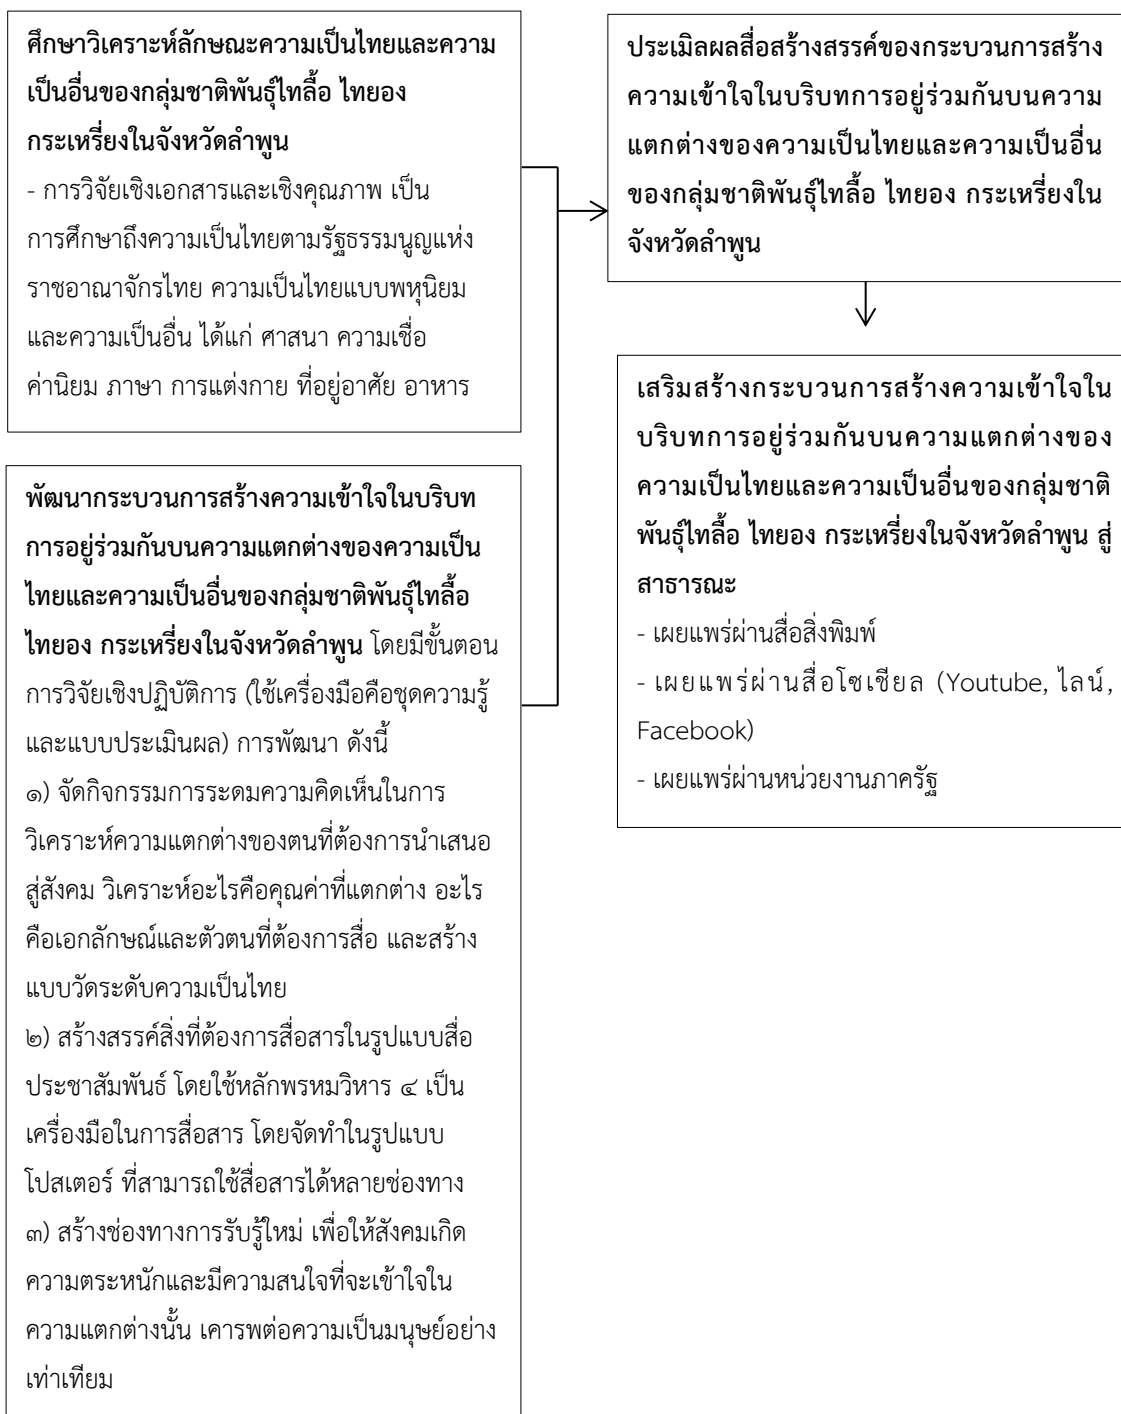 ศึกษาวิเคราะห์ลักษณะความเป็นไทยและความ
เป็นอื่นของกลุ่มชาติพันธุ์ไทลื้อ ไทยอง
กระเหรี่ยงในจังหวัดลำพูน
- การวิจัยเชิงเอกสารและเชิงคุณภาพ เป็น
การศึกษาถึงความเป็นไทยตามรัฐธรรมนูญแห่ง
ราชอาณาจักรไทย ความเป็นไทยแบบพหุนิยม
และความเป็นอื่น ได้แก่ ศาสนา ความเชื่อ
ค่านิยม ภาษา การแต่งกาย ที่อยู่อาศัย อาหาร
พัฒนากระบวนการสร้างความเข้าใจในบริบท
การอยู่ร่วมกันบนความแตกต่างของความเป็น
ไทยและความเป็นอื่นของกลุ่มชาติพันธุ์ไทลื้อ
ไทยอง กระเหรี่ยงในจังหวัดลำพูน โดยมีขั้นตอน
การวิจัยเชิงปฏิบัติการ (ใช้เครื่องมือคือชุดความรู้
และแบบประเมินผล) การพัฒนา ดังนี้
๑) จัดกิจกรรมการระดมความคิดเห็นในการ
วิเคราะห์ความแตกต่างของตนที่ต้องการนำเสนอ
สู่สังคม วิเคราะห์อะไรคือคุณค่าที่แตกต่าง อะไร
คือเอกลักษณ์และตัวตนที่ต้องการสื่อ และสร้าง
แบบวัดระดับความเป็นไทย
๒) สร้างสรรค์สิ่งที่ต้องการสื่อสารในรูปแบบสื่อ
ประชาสัมพันธ์ โดยใช้หลักพรหมวิหาร ๔ เป็น
เครื่องมือในการสื่อสาร โดยจัดทำในรูปแบบ
โปสเตอร์ ที่สามารถใช้สื่อสารได้หลายช่องทาง
๓) สร้างช่องทางการรับรู้ใหม่ เพื่อให้สังคมเกิด
ความตระหนักและมีความสนใจที่จะเข้าใจใน
ความแตกต่างนั้น เคารพต่อความเป็นมนุษย์อย่าง
เท่าเทียม
ประเมิลผลสื่อสร้างสรรค์ของกระบวนการสร้าง
ความเข้าใจในบริบทการอยู่ร่วมกันบนความ
แตกต่างของความเป็นไทยและความเป็นอื่น
ของกลุ่มชาติพันธุ์ไทลื้อ ไทยอง กระเหรี่ยงใน
จังหวัดลำพูน
เสริมสร้างกระบวนการสร้างความเข้าใจใน
บริบทการอยู่ร่วมกันบนความแตกต่างของ
ความเป็นไทยและความเป็นอื่นของกลุ่มชาติ
พันธุ์ไทลื้อ ไทยอง กระเหรี่ยงในจังหวัดลำพูน สู่
สาธารณะ
- เผยแพร่ผ่านสื่อสิ่งพิมพ์
- เผยแพร่ผ่านสื่อโซเชียล (Youtube, ไลน์,
Facebook)
- เผยแพร่ผ่านหน่วยงานภาครัฐ